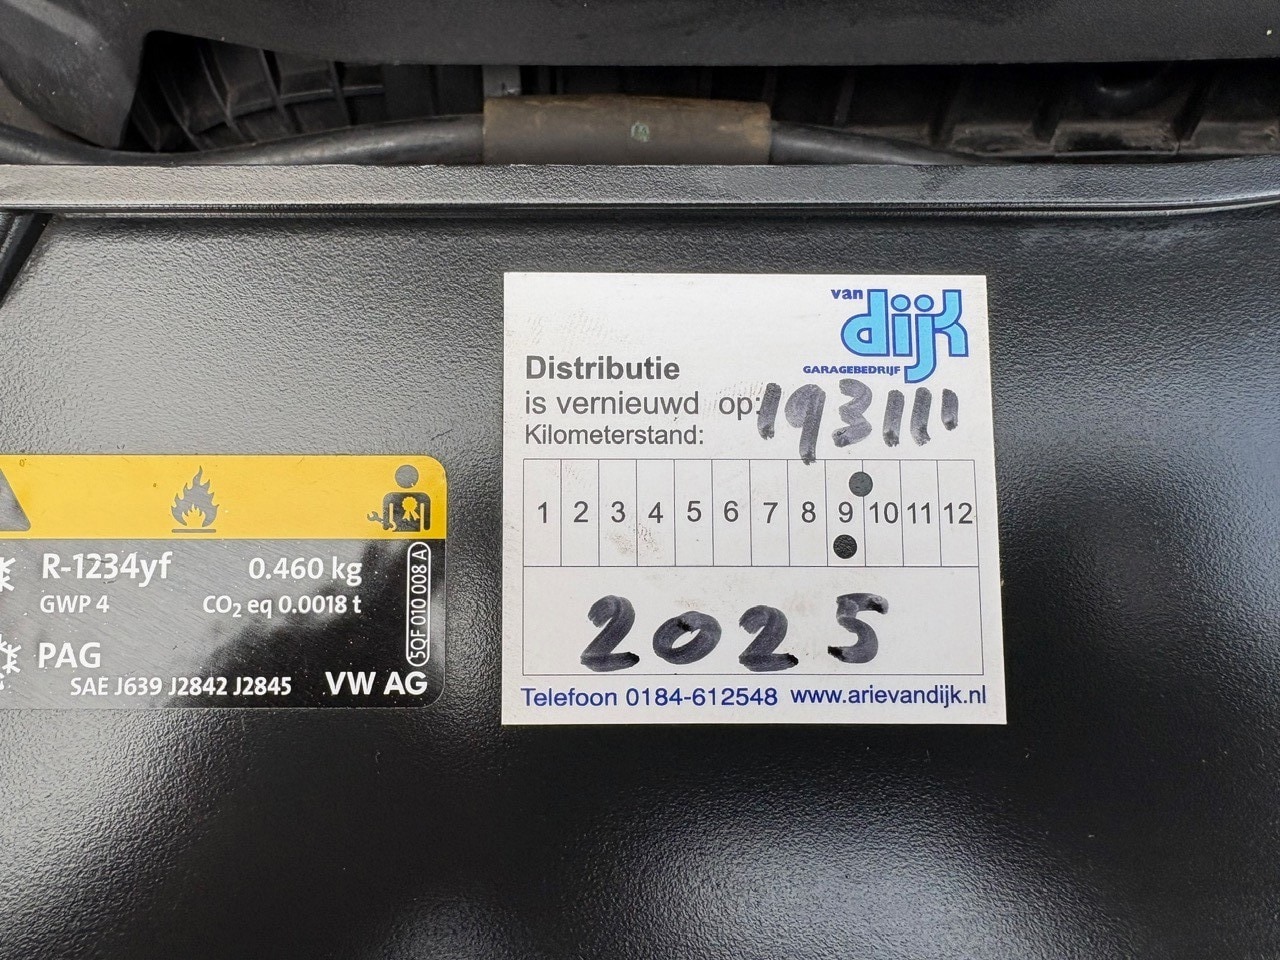 van
dijk
GARAGEBEDRIJF
Distributie
is vernieuwd op: 193111
Kilometerstand:
1 2 3 4 5 6 7 8 9 10 11 12
2025
Telefoon 0184-612548 www.arievandijk.nl
R-1234yf 0.460 kg
GWP 4 CO2 eq 0.0018 t
PAG
SAE J639 J2842 J2845 VW AG
5QF 010 008 A